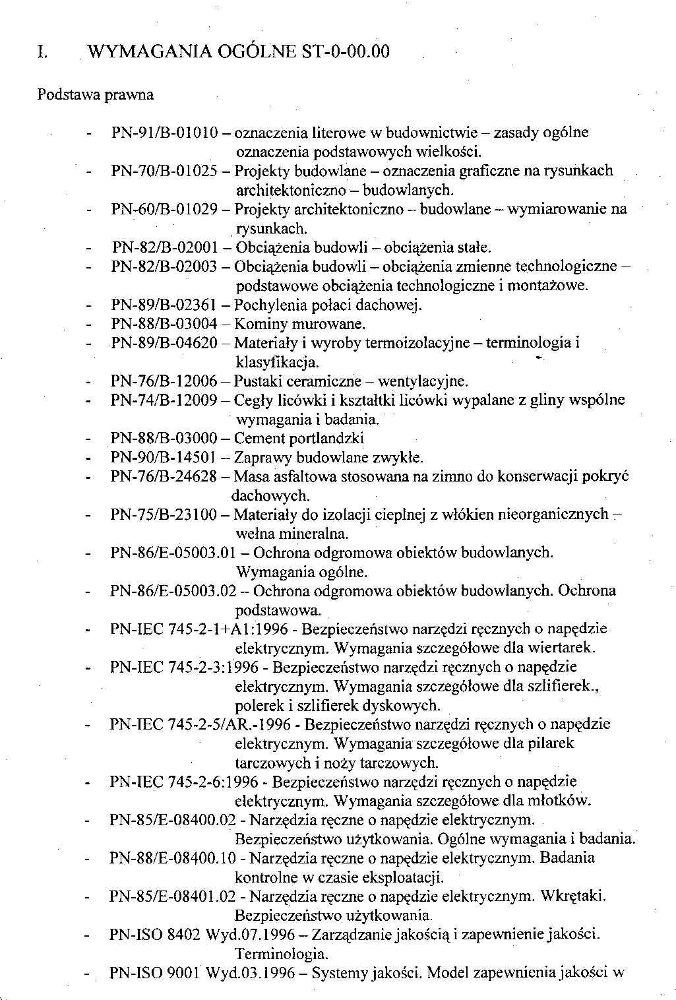 I. WYMAGANIA OGÓLNE ST-0-00.00
Podstawa prawna
- PN-91/B-01010 – oznaczenia literowe w budownictwie – zasady ogólne
oznaczenia podstawowych wielkości.
- PN-70/B-01025 – Projekty budowlane – oznaczenia graficzne na rysunkach
architektoniczno – budowlanych.
- PN-60/B-01029 – Projekty architektoniczno – budowlane – wymiarowanie na
rysunkach.
- PN-82/B-02001 – Obciążenia budowli – obciążenia stałe.
- PN-82/B-02003 – Obciążenia budowli – obciążenia zmienne technologiczne –
podstawowe obciążenia technologiczne i montażowe.
- PN-89/B-02361 – Pochylenia połaci dachowej.
- PN-88/B-03004 – Kominy murowane.
- PN-89/B-04620 – Materiały i wyroby termoizolacyjne – terminologia i
klasyfikacja.
- PN-76/B-12006 – Pustaki ceramiczne – wentylacyjne.
- PN-74/B-12009 – Cegły licówki i kształtki licówki wypalane z gliny wspólne
wymagania i badania.
- PN-88/B-03000 – Cement portlandzki
- PN-90/B-14501 – Zaprawy budowlane zwykłe.
- PN-76/B-24628 – Masa asfaltowa stosowana na zimno do konserwacji pokryć
dachowych.
- PN-75/B-23100 – Materiały do izolacji cieplnej z włókien nieorganicznych –
wełna mineralna.
- PN-86/E-05003.01 – Ochrona odgromowa obiektów budowlanych.
Wymagania ogólne.
- PN-86/E-05003.02 – Ochrona odgromowa obiektów budowlanych. Ochrona
podstawowa.
- PN-IEC 745-2-1+A1:1996 - Bezpieczeństwo narzędzi ręcznych o napędzie
elektrycznym. Wymagania szczegółowe dla wiertarek.
- PN-IEC 745-2-3:1996 - Bezpieczeństwo narzędzi ręcznych o napędzie
elektrycznym. Wymagania szczegółowe dla szlifierek.,
polerek i szlifierek dyskowych.
- PN-IEC 745-2-5/AR.-1996 - Bezpieczeństwo narzędzi ręcznych o napędzie
elektrycznym. Wymagania szczegółowe dla pilarek
tarczowych i noży tarczowych.
- PN-IEC 745-2-6:1996 - Bezpieczeństwo narzędzi ręcznych o napędzie
elektrycznym. Wymagania szczegółowe dla młotków.
- PN-85/E-08400.02 - Narzędzia ręczne o napędzie elektrycznym.
Bezpieczeństwo użytkowania. Ogólne wymagania i badania.
- PN-88/E-08400.10 - Narzędzia ręczne o napędzie elektrycznym. Badania
kontrolne w czasie eksploatacji.
- PN-85/E-08401.02 - Narzędzia ręczne o napędzie elektrycznym. Wkrętaki.
Bezpieczeństwo użytkowania.
- PN-ISO 8402 Wyd.07.1996 – Zarządzanie jakością i zapewnienie jakości.
Terminologia.
- PN-ISO 9001 Wyd.03.1996 – Systemy jakości. Model zapewnienia jakości w